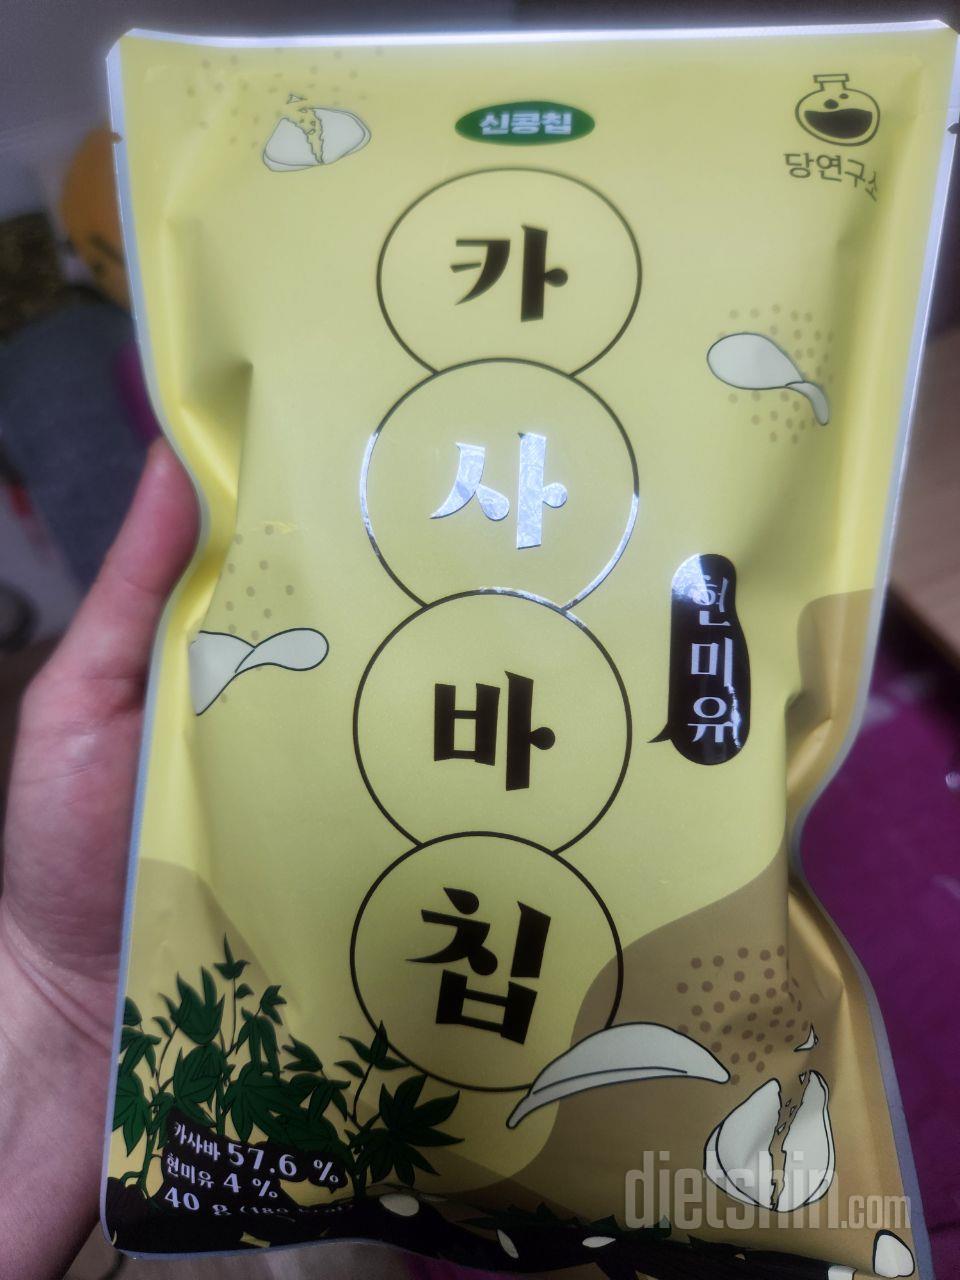 신콩칩
당연구소
카
사
바
칩
현
미
유
카사바 57.6 %
현미유 4 %
40 g
dietshin.com